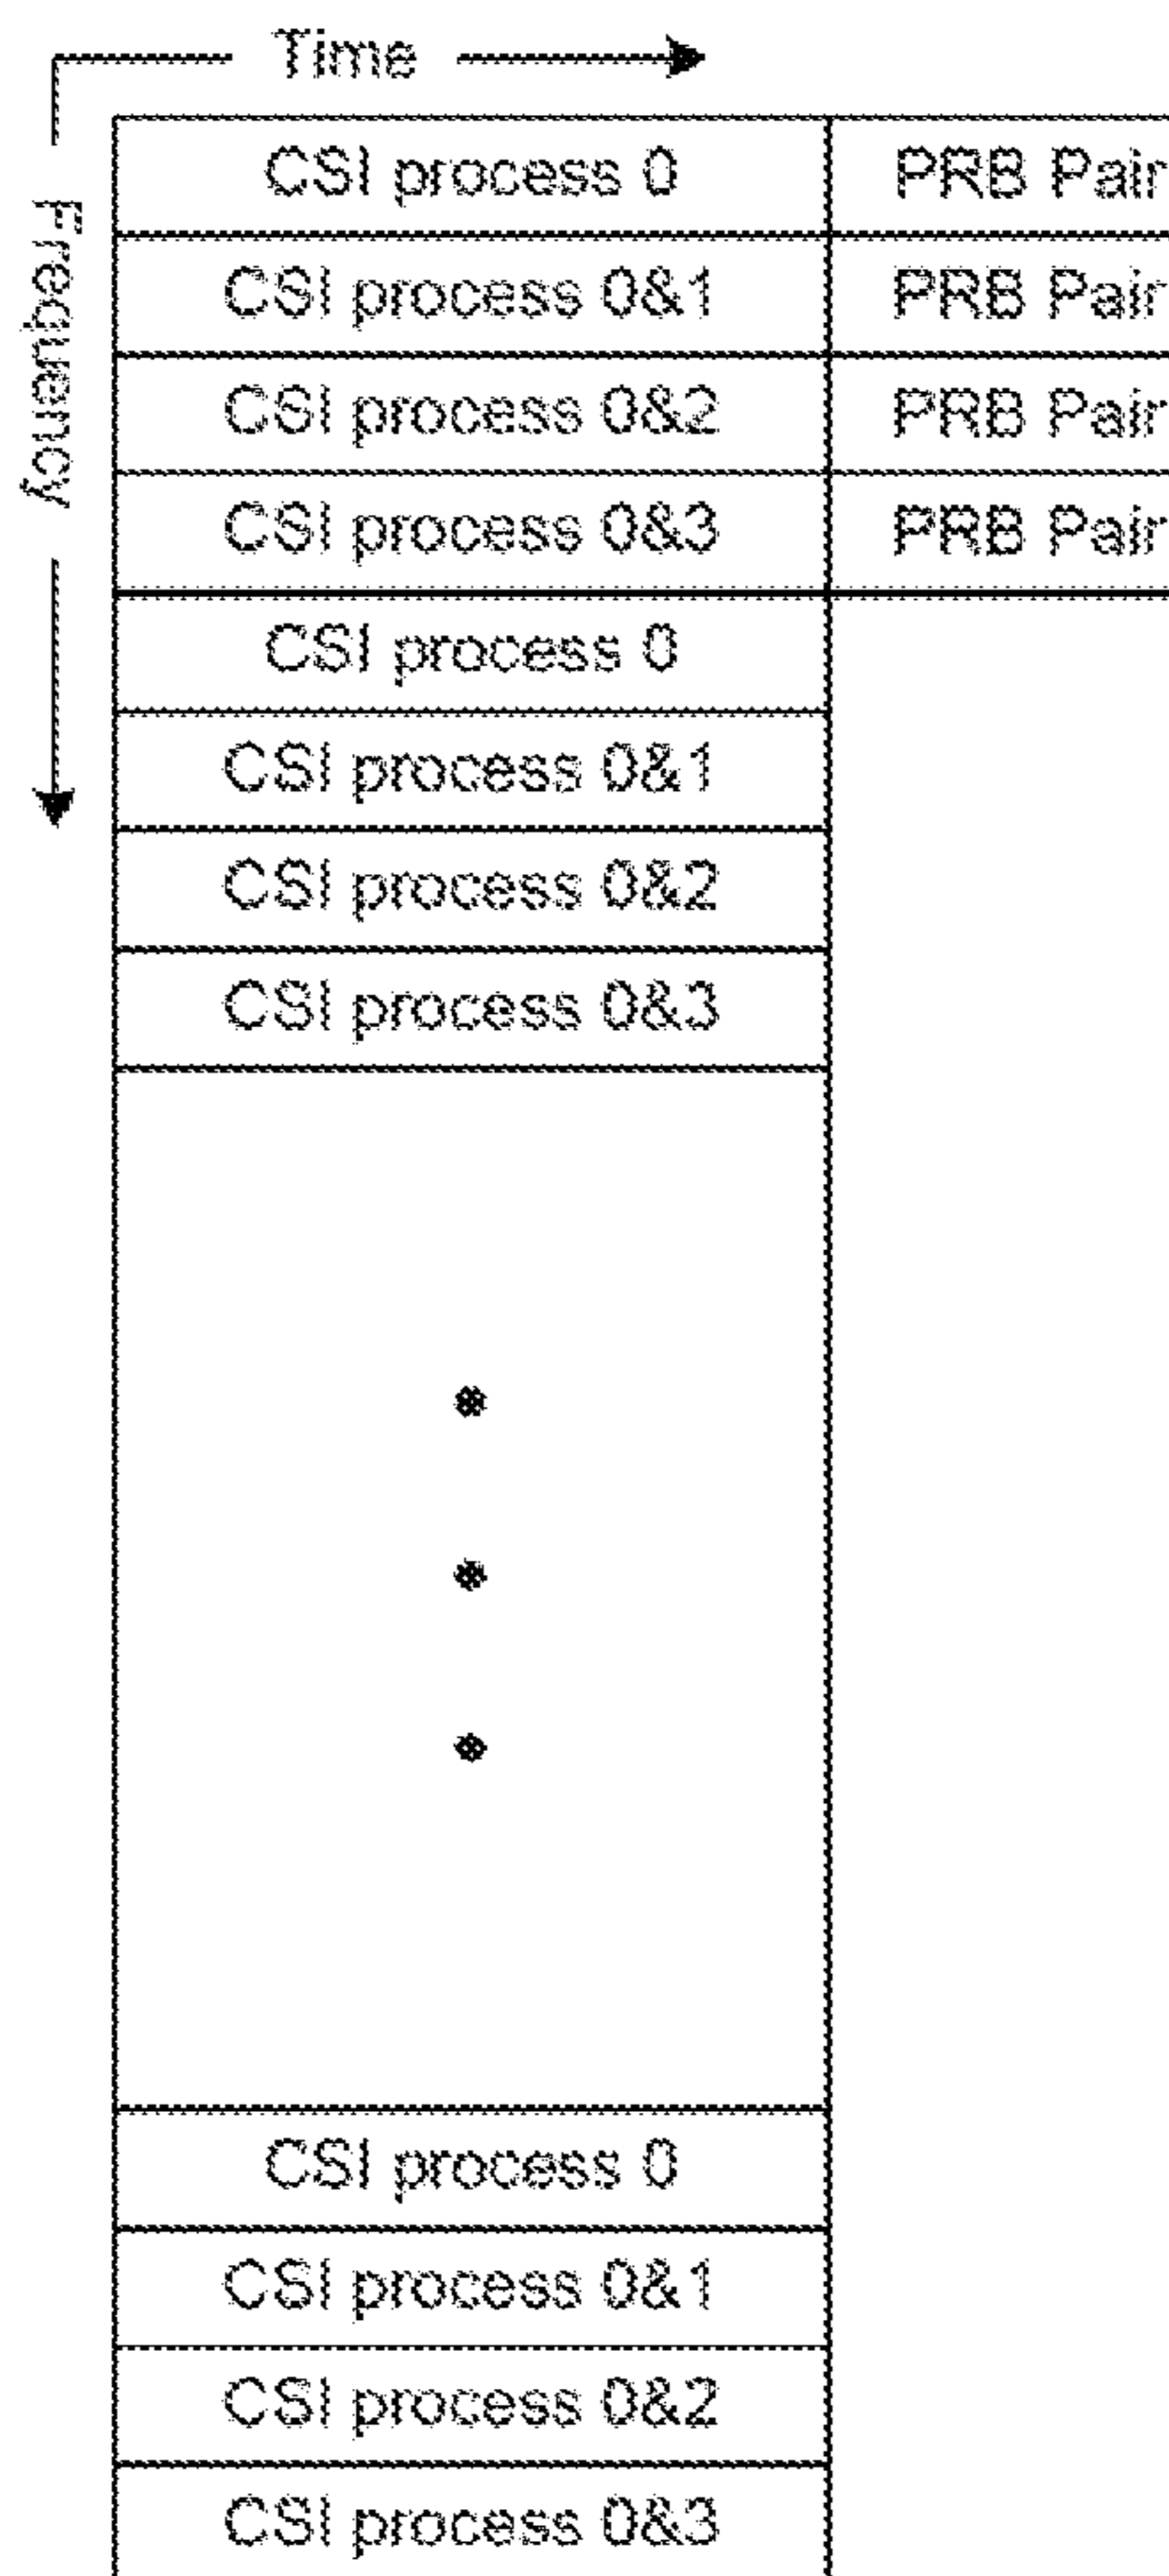 Time
Frequency
CSI process 0 PRB Pair
CSI process 0&1 PRB Pair
CSI process 0&2 PRB Pair
CSI process 0&3 PRB Pair
CSI process 0
CSI process 0&1
CSI process 0&2
CSI process 0&3
CSI process 0
CSI process 0&1
CSI process 0&2
CSI process 0&3